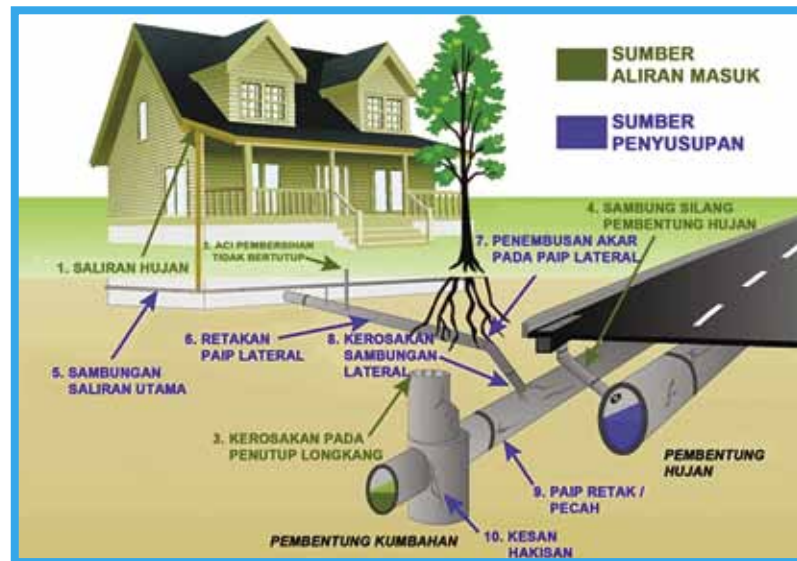 SUMBER
ALIRAN MASUK
SUMBER
PENYUSUPAN
4. SAMBUNG SILANG
PEMBENTUNG HUJAN
2. ACI PEMBERSIHAN
TIDAK BERTUTUP
7. PENEMBUSAN AKAR
PADA PAIP LATERAL
1. SALIRAN HUJAN
6. RETAKAN
PAIP LATERAL
8. KEROSAKAN
SAMBUNGAN
LATERAL
5. SAMBUNGAN
SALIRAN UTAMA
3. KEROSAKAN PADA
PENUTUP LONGKANG
PEMBENTUNG
HUJAN
9. PAIP RETAK /
PECAH
PEMBENTUNG KUMBAHAN
10. KESAN
HAKISAN